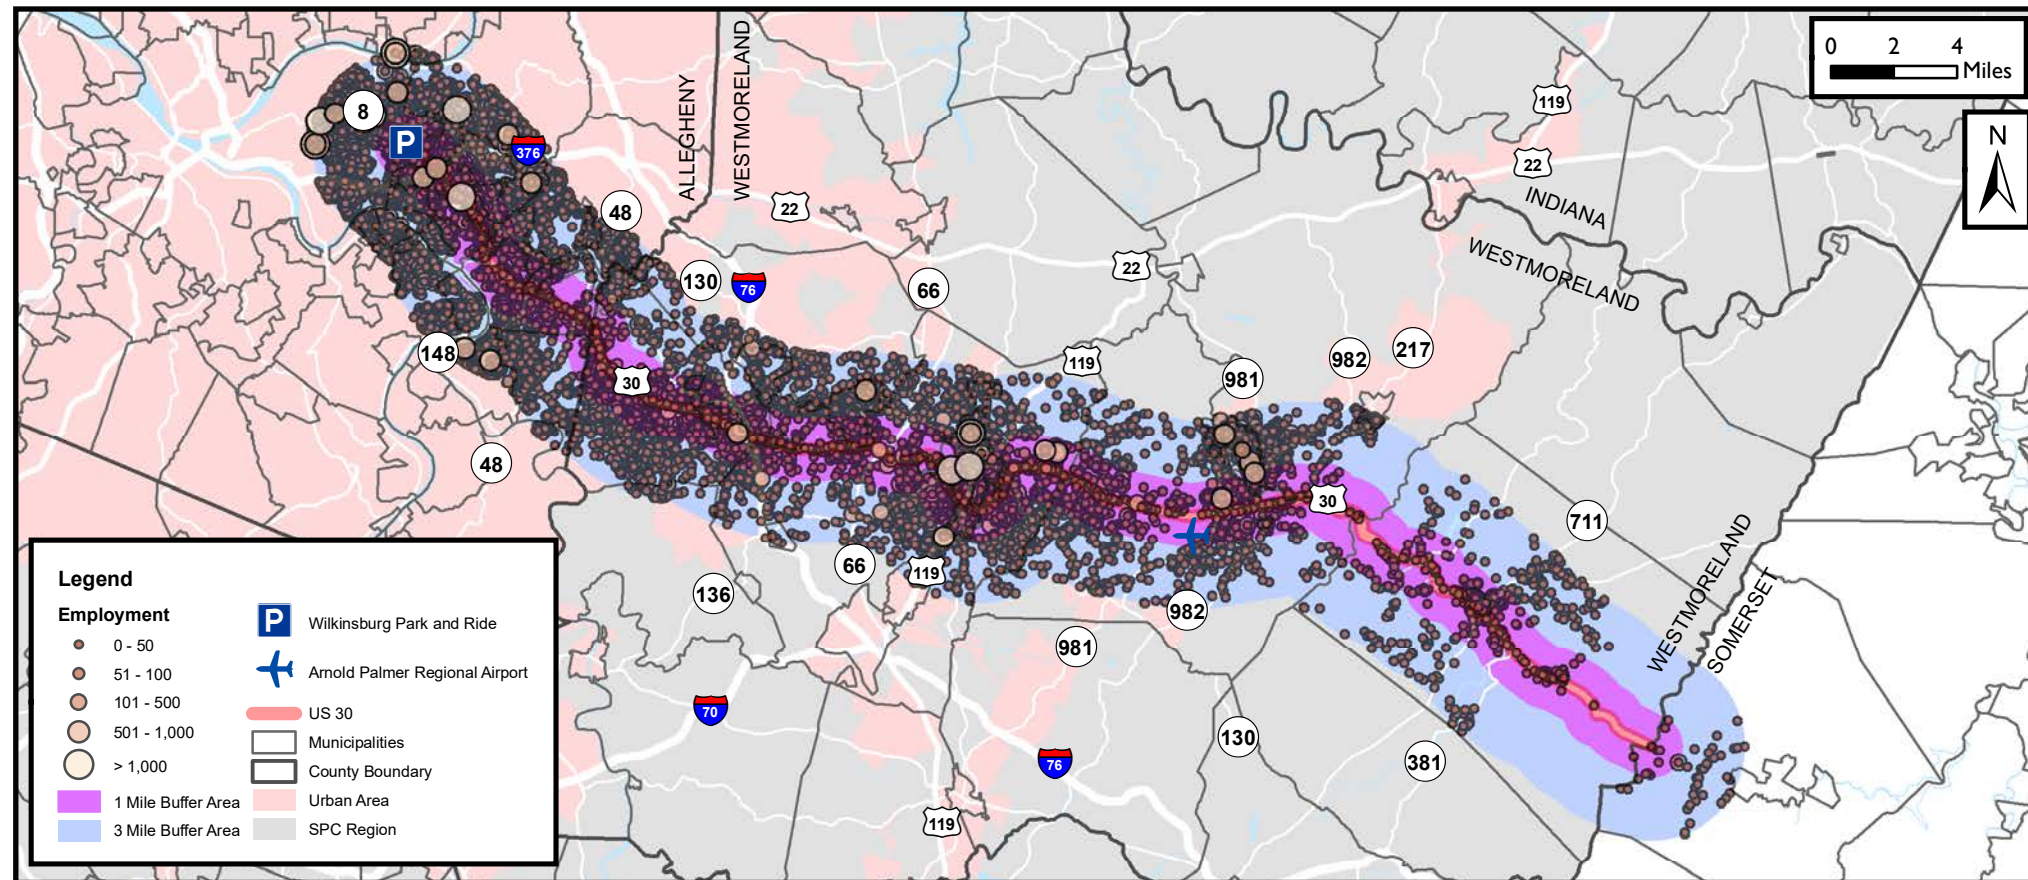 0 2 4
Miles
N
8
P
376
ALLEGHENY
WESTMORELAND
48
22
119
22
INDIANA
WESTMORELAND
130
76
66
22
119
981
982
217
148
30
48
30
711
66
119
136
982
981
WESTMORELAND
SOMERSET
70
76
130
381
119
Legend
Employment
0 - 50
51 - 100
101 - 500
501 - 1,000
> 1,000
1 Mile Buffer Area
3 Mile Buffer Area
P Wilkinsburg Park and Ride
Arnold Palmer Regional Airport
US 30
Municipalities
County Boundary
Urban Area
SPC Region